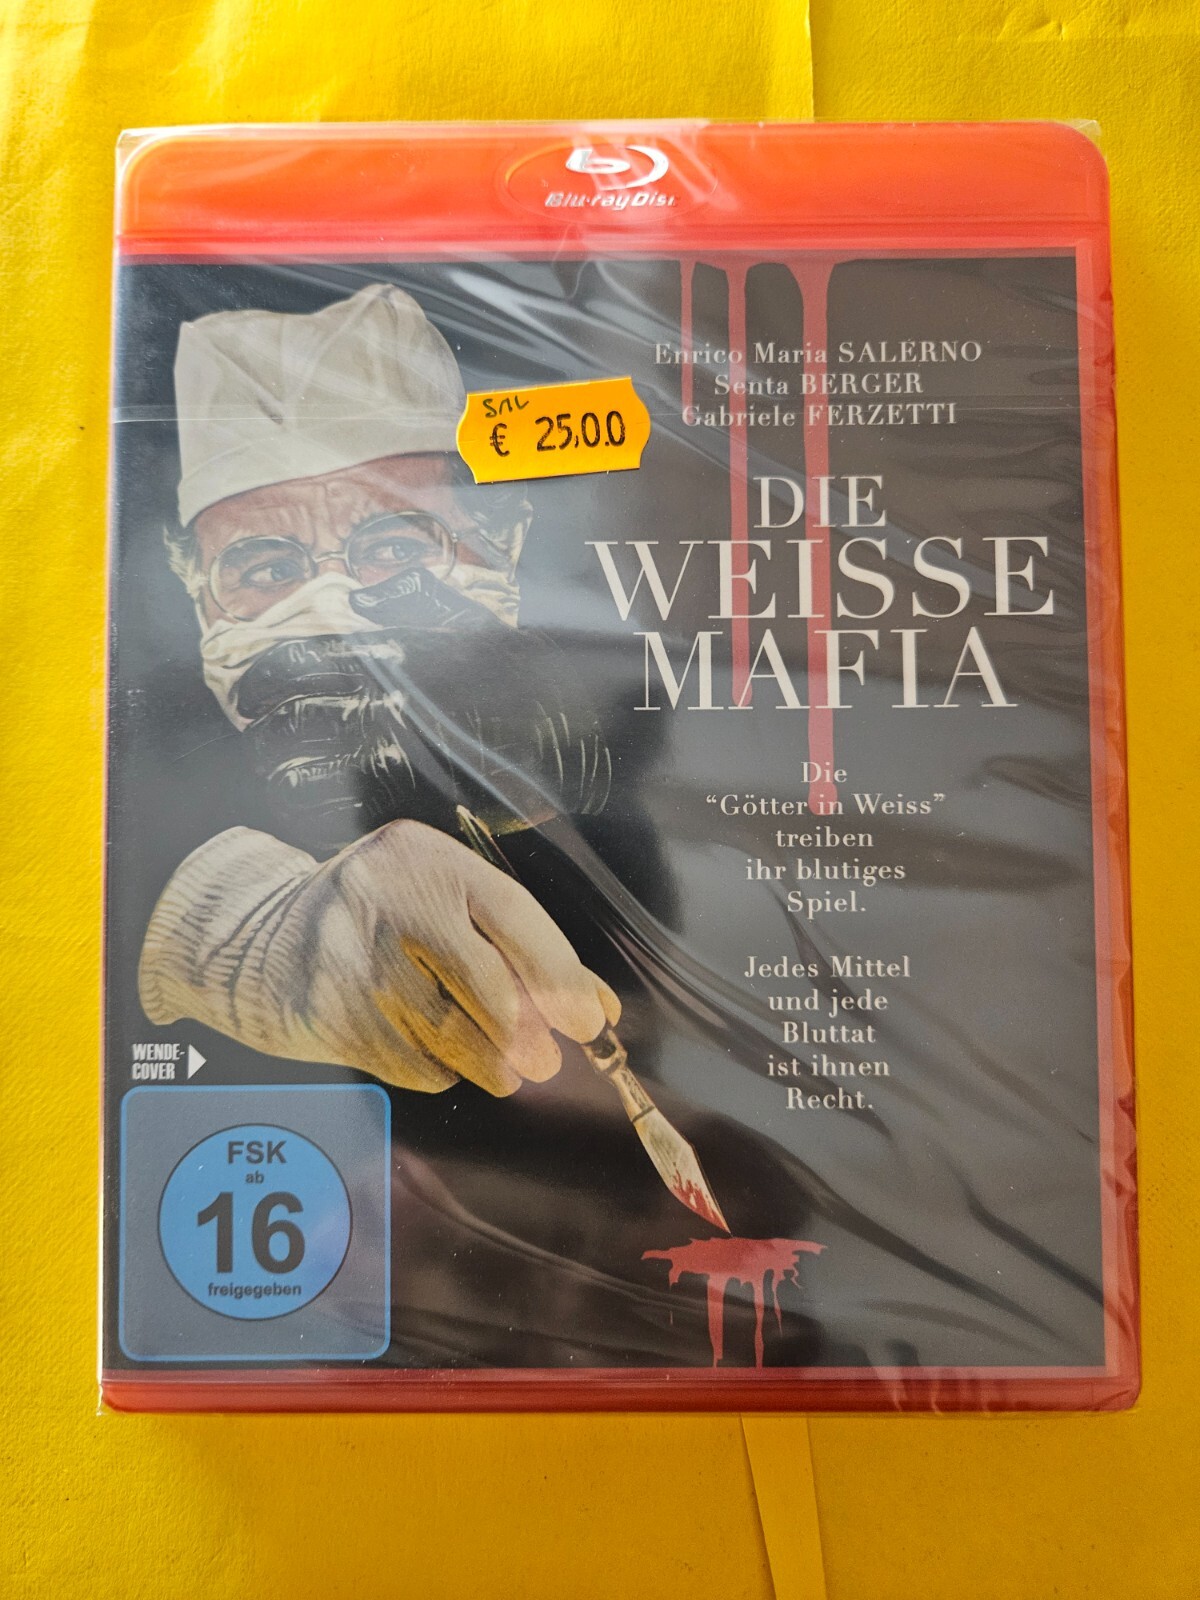 Blu-ray Disc
Enrico Maria SALERNO
Senta BERGER
Gabriele FERZETTI
€ 25,00
DIE
WEISSE
MAFIA
Die
“Götter in Weiss”
treiben
ihr blutiges
Spiel.
Jedes Mittel
und jede
Bluttat
ist ihnen
Recht.
WENDE-
COVER
FSK
ab
16
freigegeben